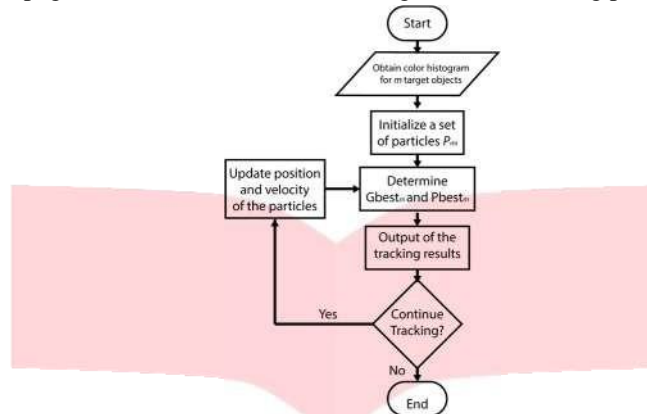 Start
Obtain color histogram
for m target objects
Initialize a set
of particles Pmi
Update position
and velocity
of the particles
Determine
Gbestm and Pbestm
Output of the
tracking results
Continue
Tracking?
Yes
No
End